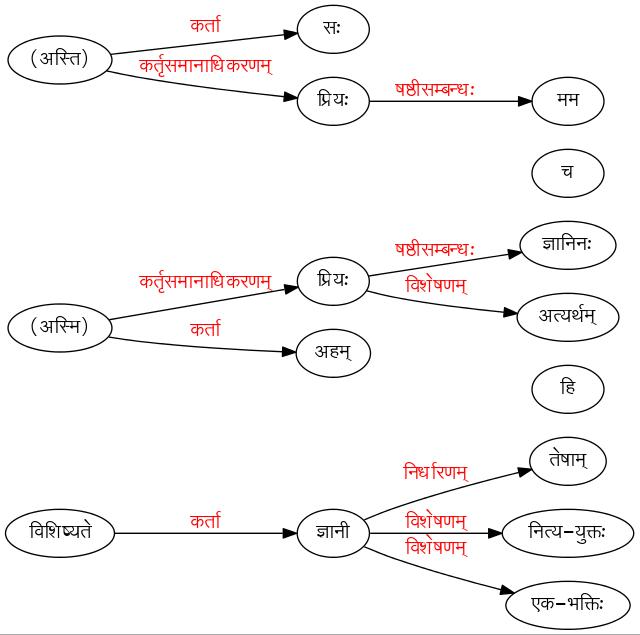 कर्ता
सः
(अस्ति)
कर्तृसमानाधिकरणम्
प्रियः
षष्ठीसम्बन्धः
मम
च
षष्ठीसम्बन्धः
ज्ञानिनः
कर्तृसमानाधिकरणम्
प्रियः
विशेषणम्
अत्यर्थम्
(अस्मि)
कर्ता
अहम्
हि
निर्धारणम्
तेषाम्
विशिष्यते
कर्ता
ज्ञानी
विशेषणम्
नित्य-युक्तः
विशेषणम्
एक-भक्तिः